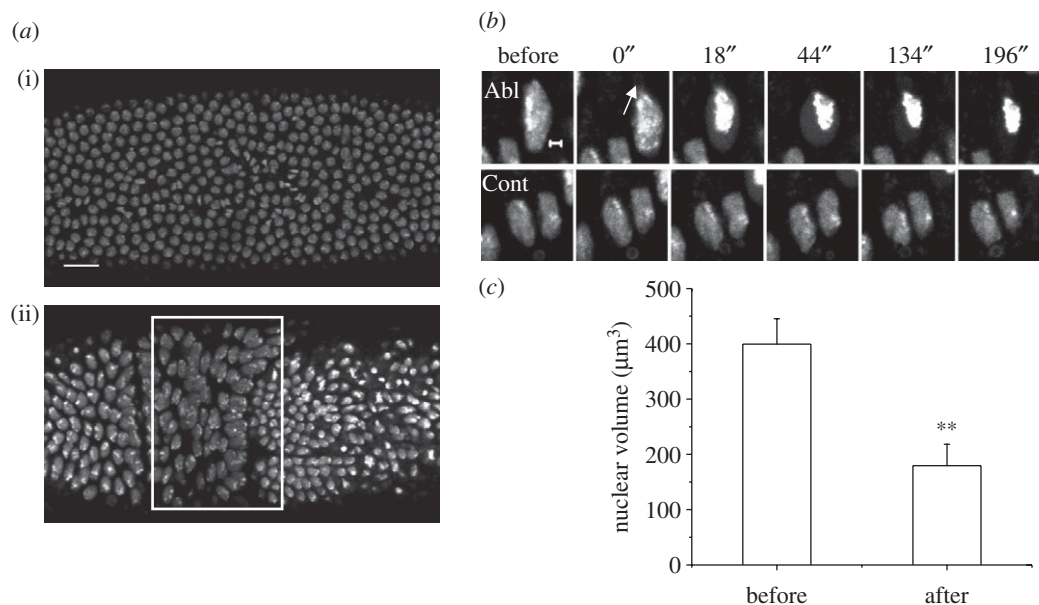 (a)
(i)
(ii)
(b)
before 0″ 18″ 44″ 134″ 196″
Abl
Cont
(c)
nuclear volume (µm³)
500
400
300
200
100
0
**
before after